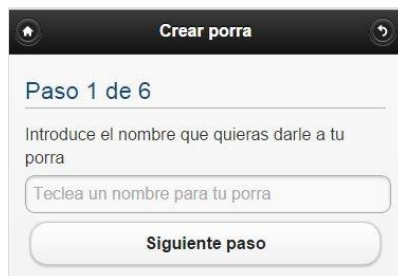 Crear porra
Paso 1 de 6
Introduce el nombre que quieras darle a tu
porra
Teclea un nombre para tu porra
Siguiente paso